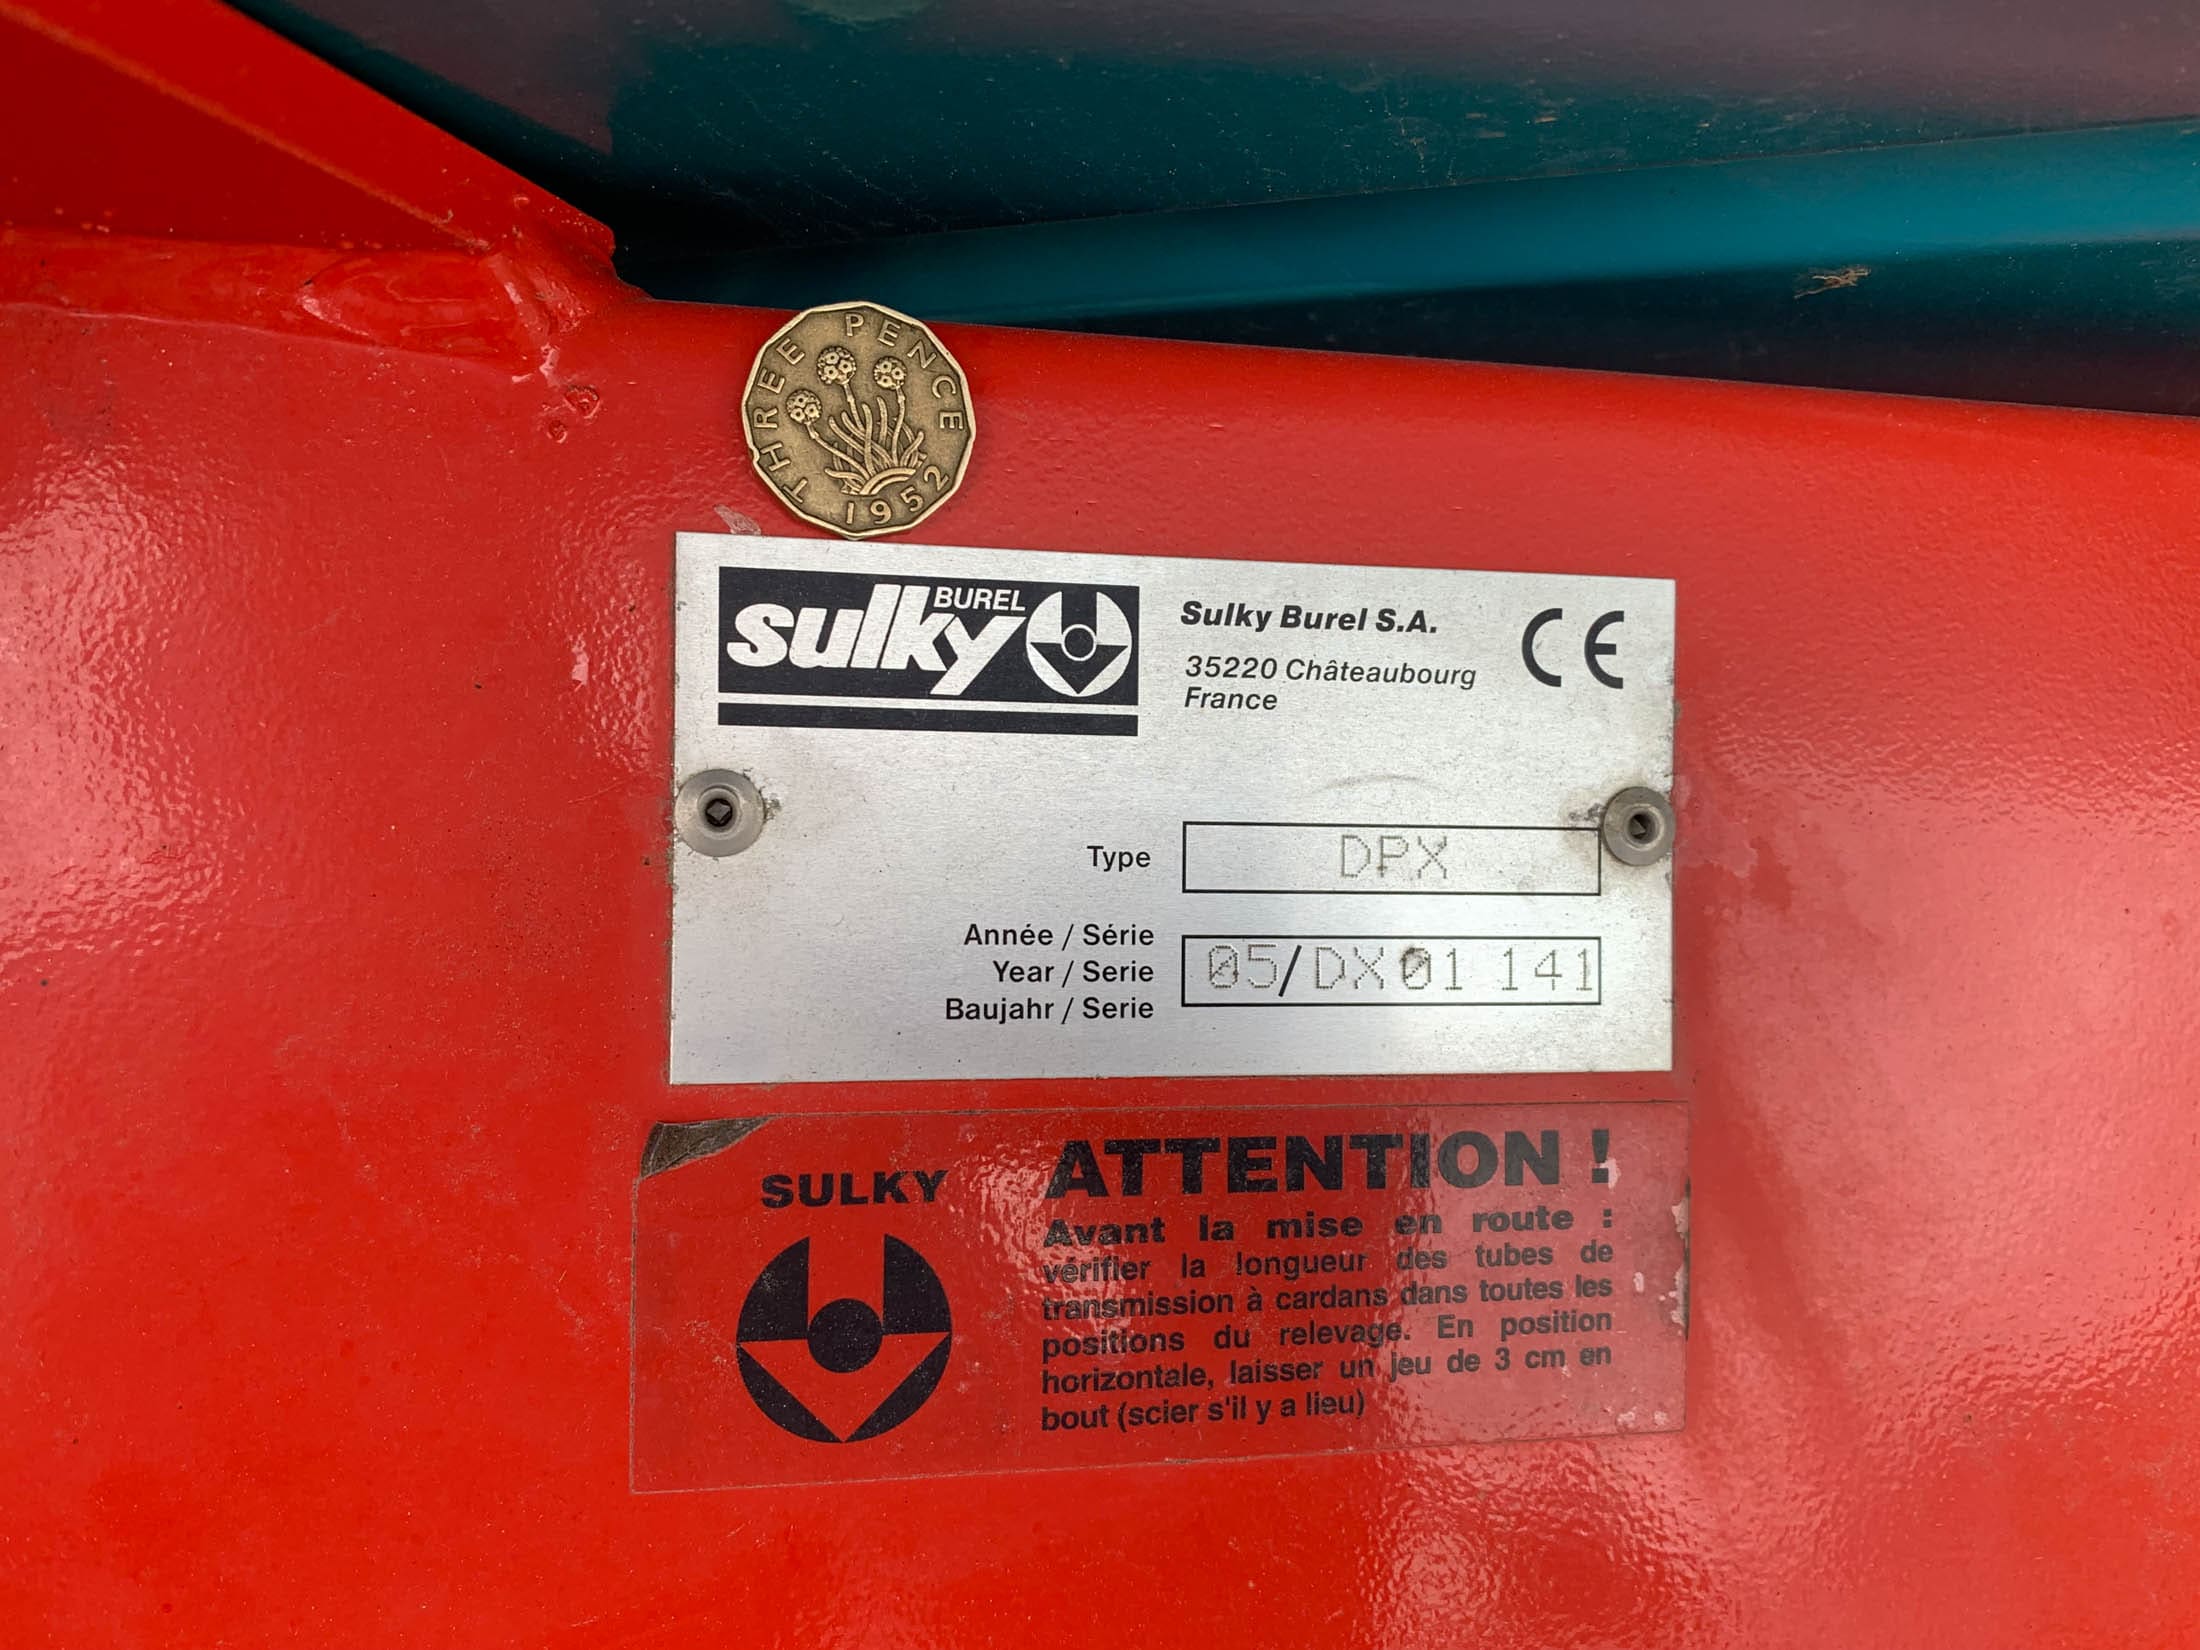 THREE PENCE
1952
sulky BUREL
Sulky Burel S.A.
35220 Châteaubourg
France
CE
Type DPX
Année / Série
Year / Serie
Baujahr / Serie
05/DX01 141
SULKY
ATTENTION !
Avant la mise en route :
vérifier la longueur des tubes de
transmission à cardans dans toutes les
positions du relevage. En position
horizontale, laisser un jeu de 3 cm en
bout (scier s'il y a lieu)